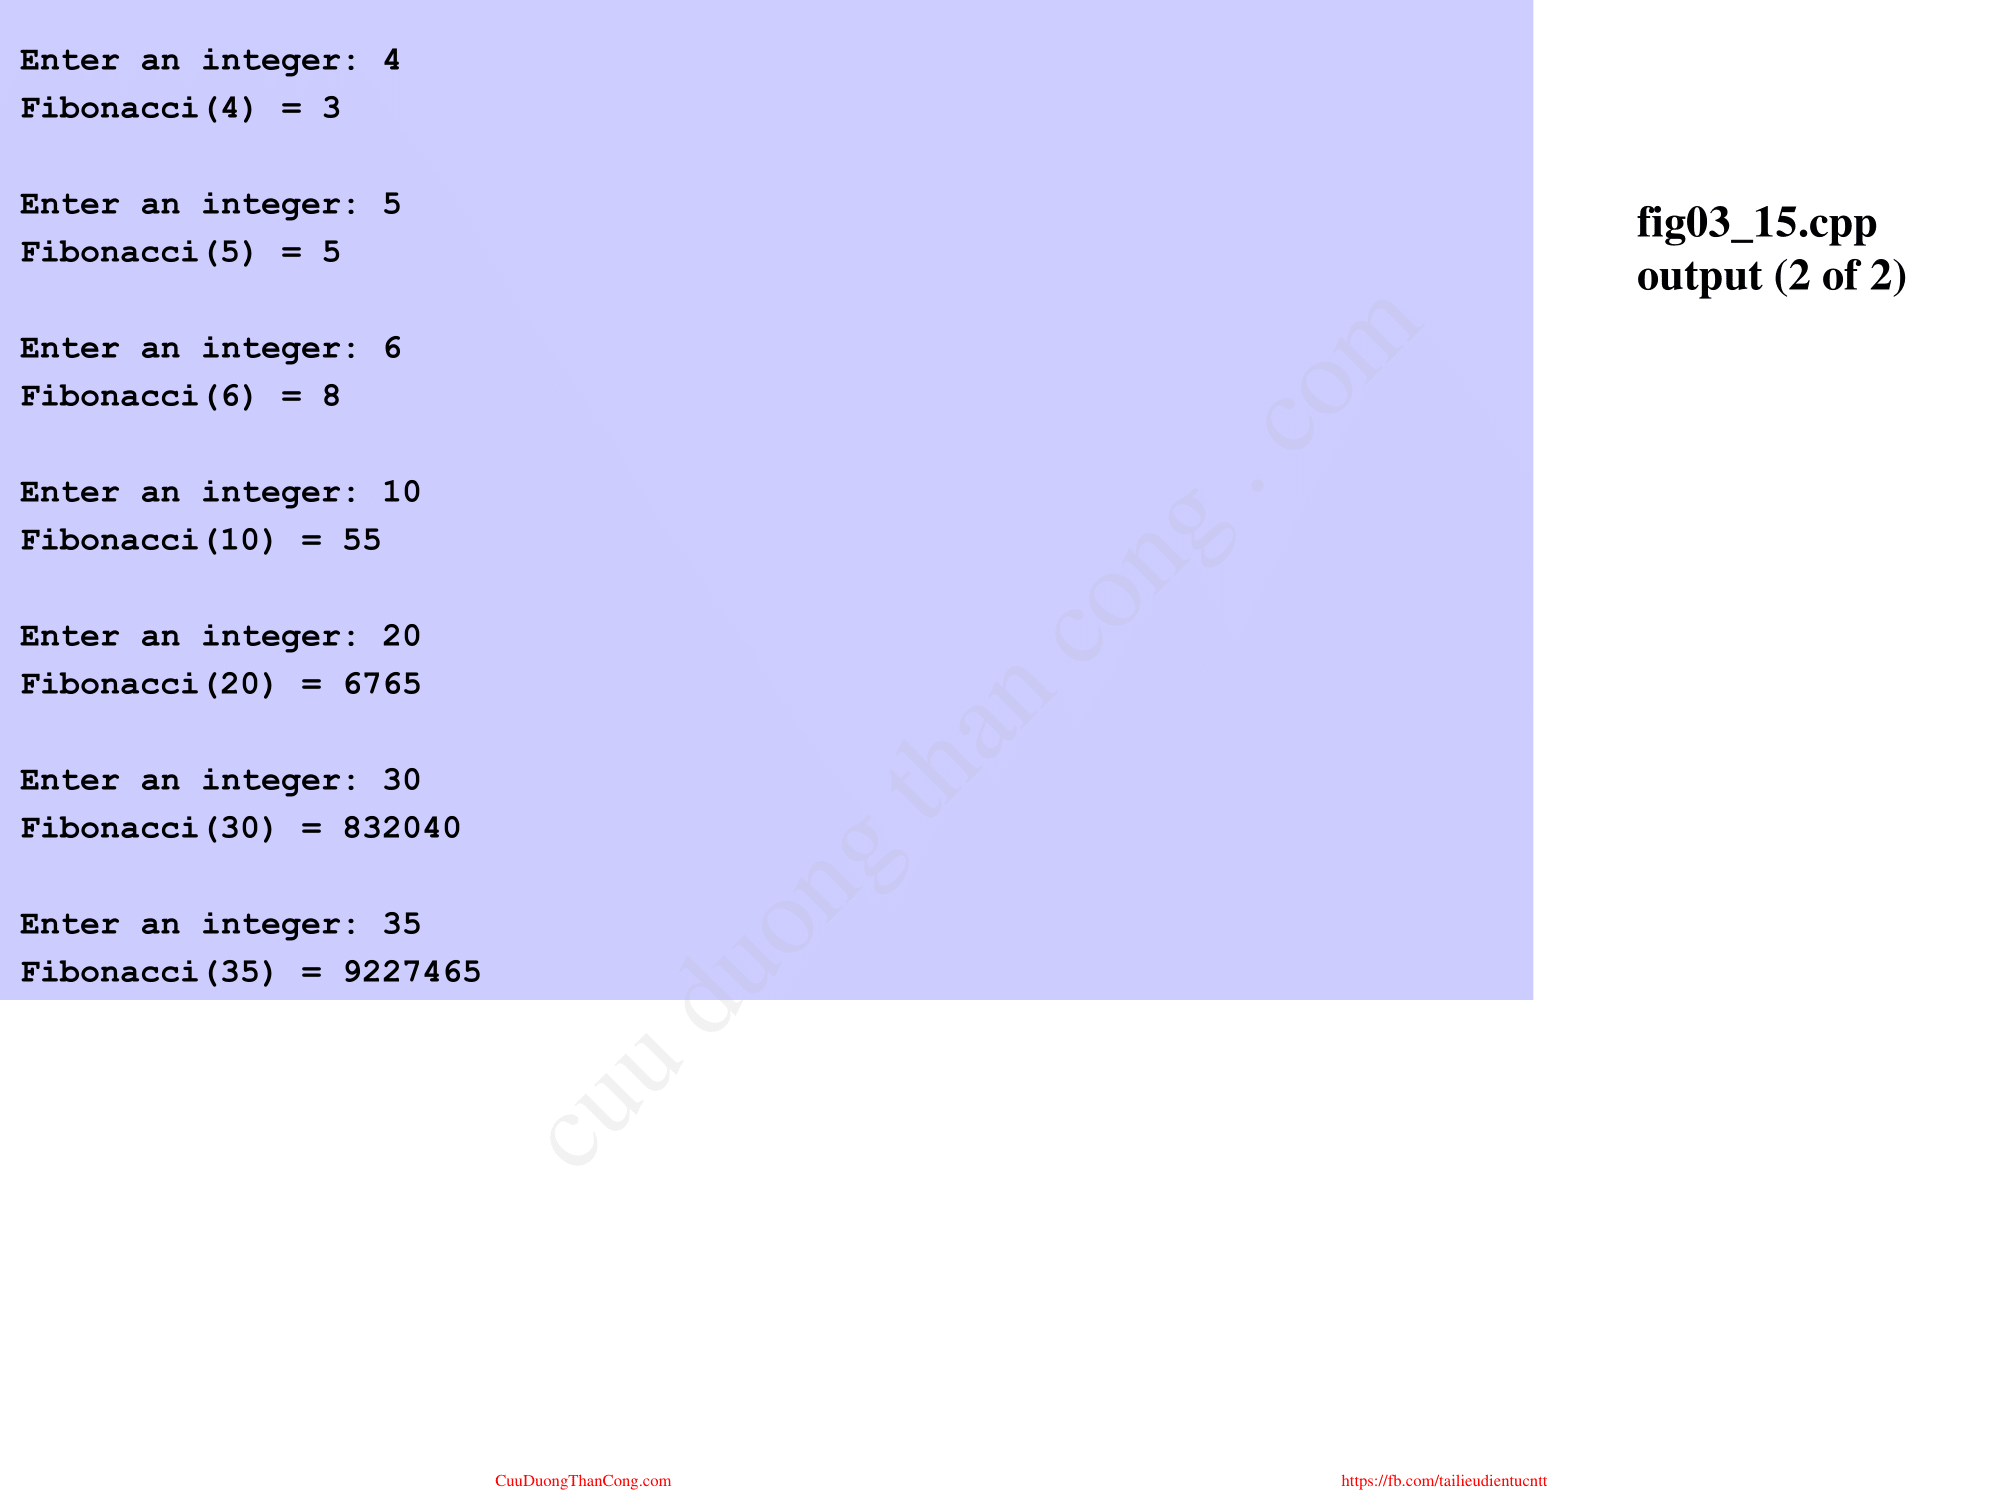 Enter an integer: 4
Fibonacci(4) = 3
Enter an integer: 5
Fibonacci(5) = 5
Enter an integer: 6
Fibonacci(6) = 8
Enter an integer: 10
Fibonacci(10) = 55
Enter an integer: 20
Fibonacci(20) = 6765
Enter an integer: 30
Fibonacci(30) = 832040
Enter an integer: 35
Fibonacci(35) = 9227465
fig03_15.cpp
output (2 of 2)
cuu duong than cong . com
CuuDuongThanCong.com
https://fb.com/tailieudientucntt